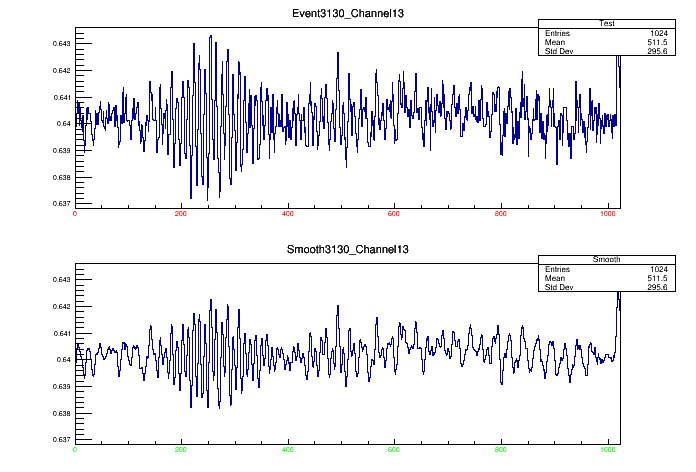 Event3130_Channel13
Test
Entries 1024
Mean 511.5
Std Dev 295.6
0.643
0.642
0.641
0.64
0.639
0.638
0.637
0 200 400 600 800 1000
Smooth3130_Channel13
Smooth
Entries 1024
Mean 511.5
Std Dev 295.6
0.643
0.642
0.641
0.64
0.639
0.638
0.637
0 200 400 600 800 1000